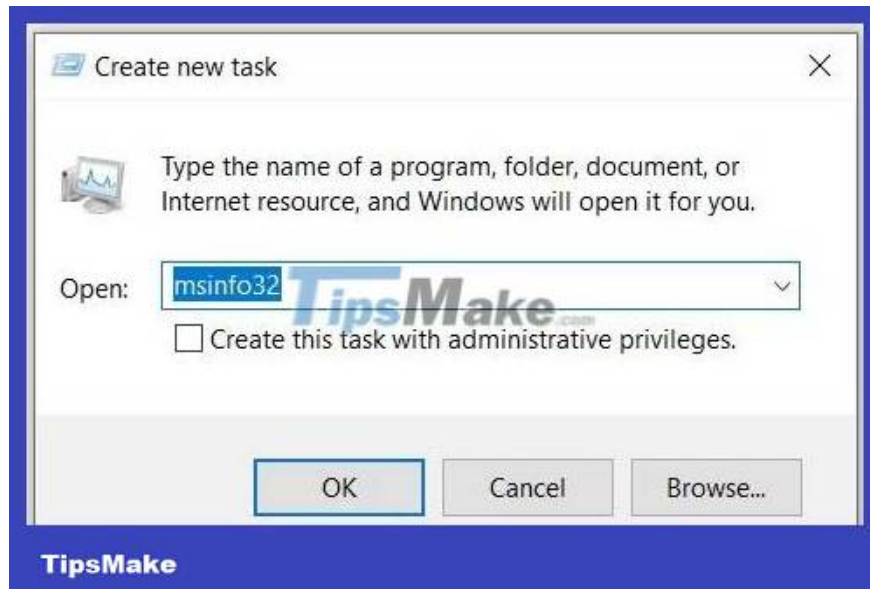 Create new task
Type the name of a program, folder, document, or
Internet resource, and Windows will open it for you.
Open:
msinfo32
TipsMake.com
Create this task with administrative privileges.
OK
Cancel
Browse...
TipsMake